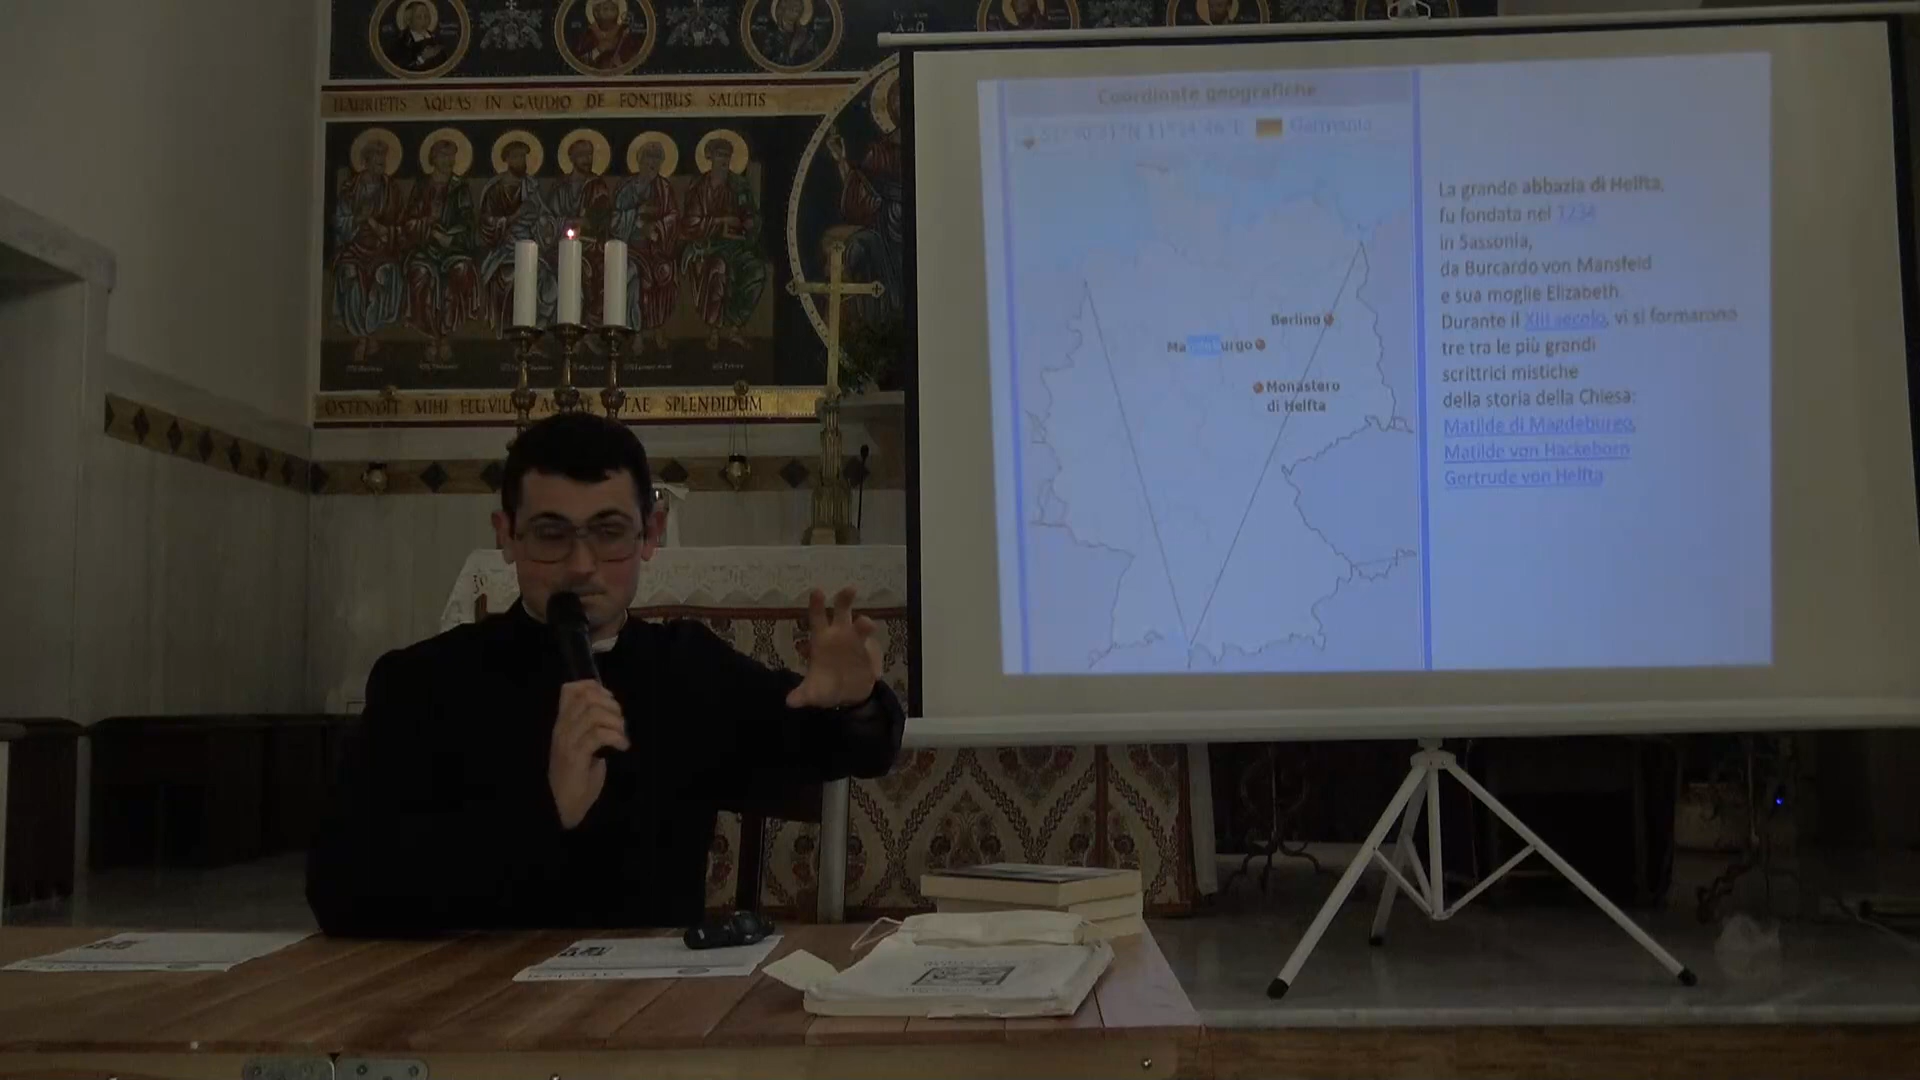 HAURIETIS AQUAS IN GAUDIO DE FONTIBUS SALUTIS
OSTENDIT MIHI FLUVIUM SPLENDIDUM
Coordinate geografiche
Germania
Berlino
Monastero
di Helfta
La grande abbazia di Helfta,
fu fondata nel 1234
in Sassonia,
da Burcardo von Mansfeld
e sua moglie Elizabeth.
Durante il XIII secolo, vi si formarono
tre tra le più grandi
scrittrici mistiche
della storia della Chiesa:
Matilde di Magdeburgo,
Matilde von Hackeborn
Gertrude von Helfta